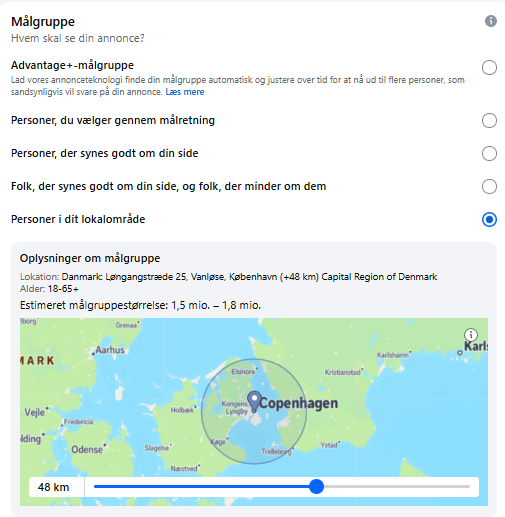 Målgruppe
Hvem skal se din annonce?
Advantage+-målgruppe
Lad vores annonceteknologi finde din målgruppe automatisk og justere over tid for at nå ud til flere personer, som
sandsynligvis vil svare på din annonce. Læs mere
Personer, du vælger gennem målretning
Personer, der synes godt om din side
Folk, der synes godt om din side, og folk, der minder om dem
Personer i dit lokalområde
Oplysninger om målgruppe
Lokation: Danmark: Løngangstræde 25, Vanløse, København (+48 km) Capital Region of Denmark
Alder: 18-65+
Estimeret målgruppestørrelse: 1,5 mio. – 1,8 mio.
iborg
Grenaa
Karls
Aarhus
Karlshamn
MARK
Elsinore
Kristianstad
Vejle
Holbæk
Kongens
Lyngby
Copenhagen
Fredericia
lding
Odense
Slagelse
Køge
Ystad
Trelleborg
Næstved
48 km